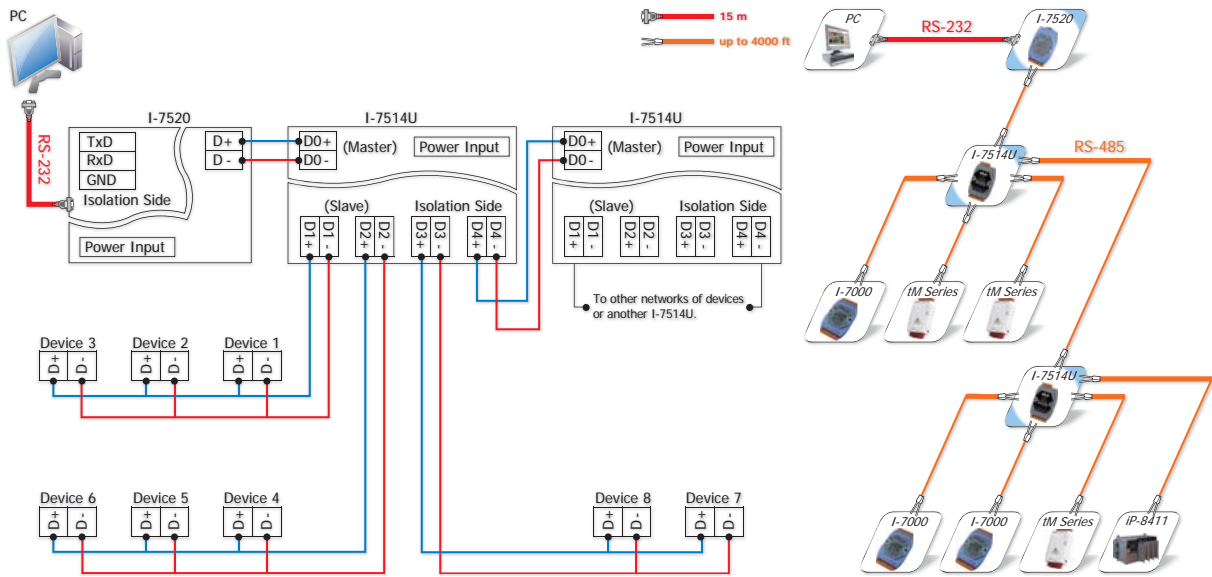 PC
RS-232
I-7520
TxD
RxD
GND
Isolation Side
Power Input
D+
D -
I-7514U
D0+
D0-
(Master)
Power Input
(Slave)
Isolation Side
D1+
D1 -
D2+
D2 -
D3+
D3 -
D4+
D4 -
I-7514U
D0+
D0 -
(Master)
Power Input
(Slave)
Isolation Side
D1+
D1 -
D2+
D2 -
D3+
D3 -
D4+
D4 -
To other networks of devices
or another I-7514U.
Device 3
D+
D-
Device 2
D+
D-
Device 1
D+
D-
Device 6
D+
D-
Device 5
D+
D-
Device 4
D+
D-
Device 8
D+
D-
Device 7
D+
D-
15 m
up to 4000 ft
PC
RS-232
I-7520
I-7514U
RS-485
I-7000
tM Series
tM Series
I-7514U
I-7000
I-7000
tM Series
iP-8411